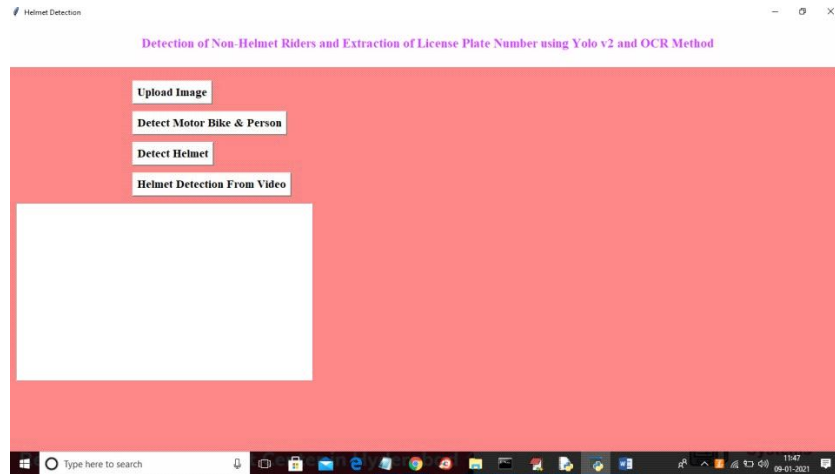 Helmet Detection
Detection of Non-Helmet Riders and Extraction of License Plate Number using Yolo v2 and OCR Method
Upload Image
Detect Motor Bike & Person
Detect Helmet
Helmet Detection From Video
Type here to search
11:47
09-01-2021